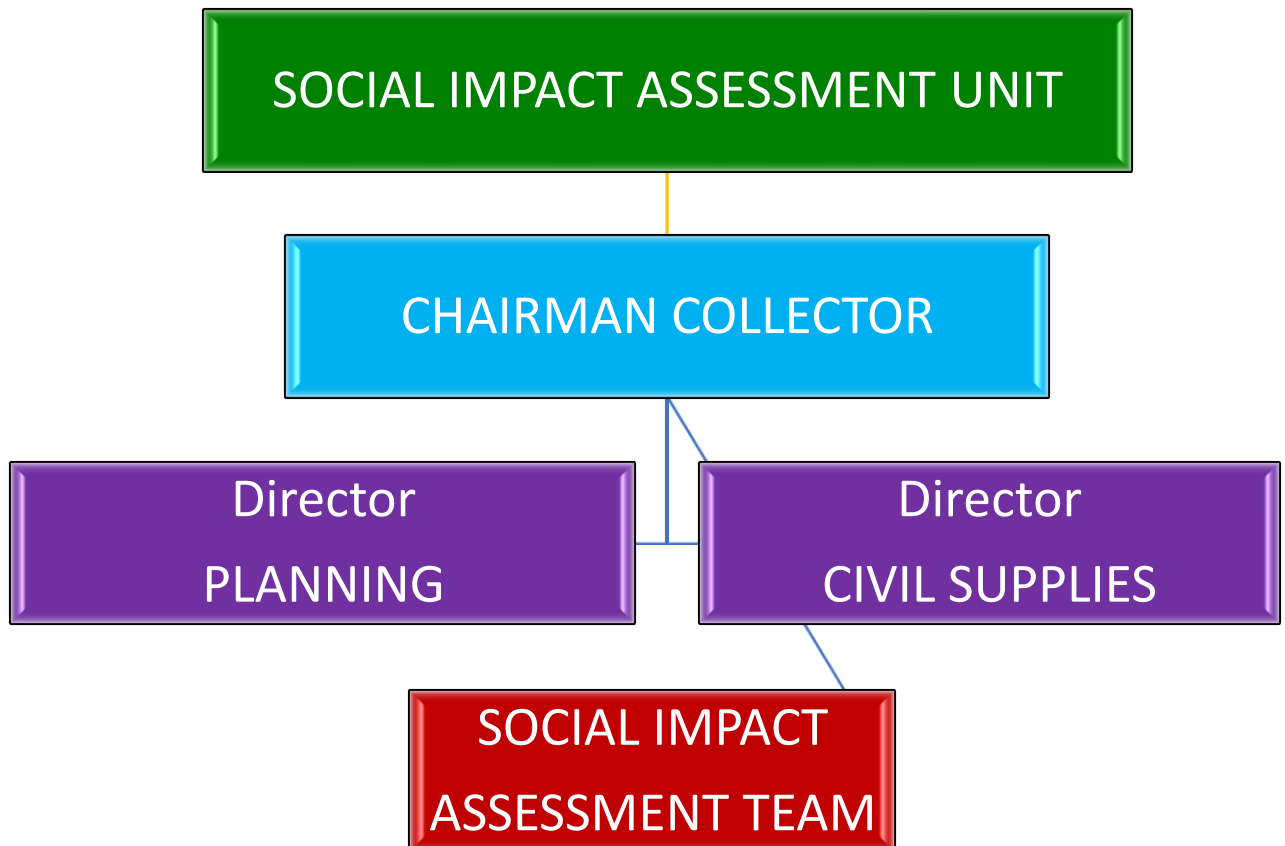 SOCIAL IMPACT ASSESSMENT UNIT
CHAIRMAN COLLECTOR
Director
PLANNING
Director
CIVIL SUPPLIES
SOCIAL IMPACT
ASSESSMENT TEAM